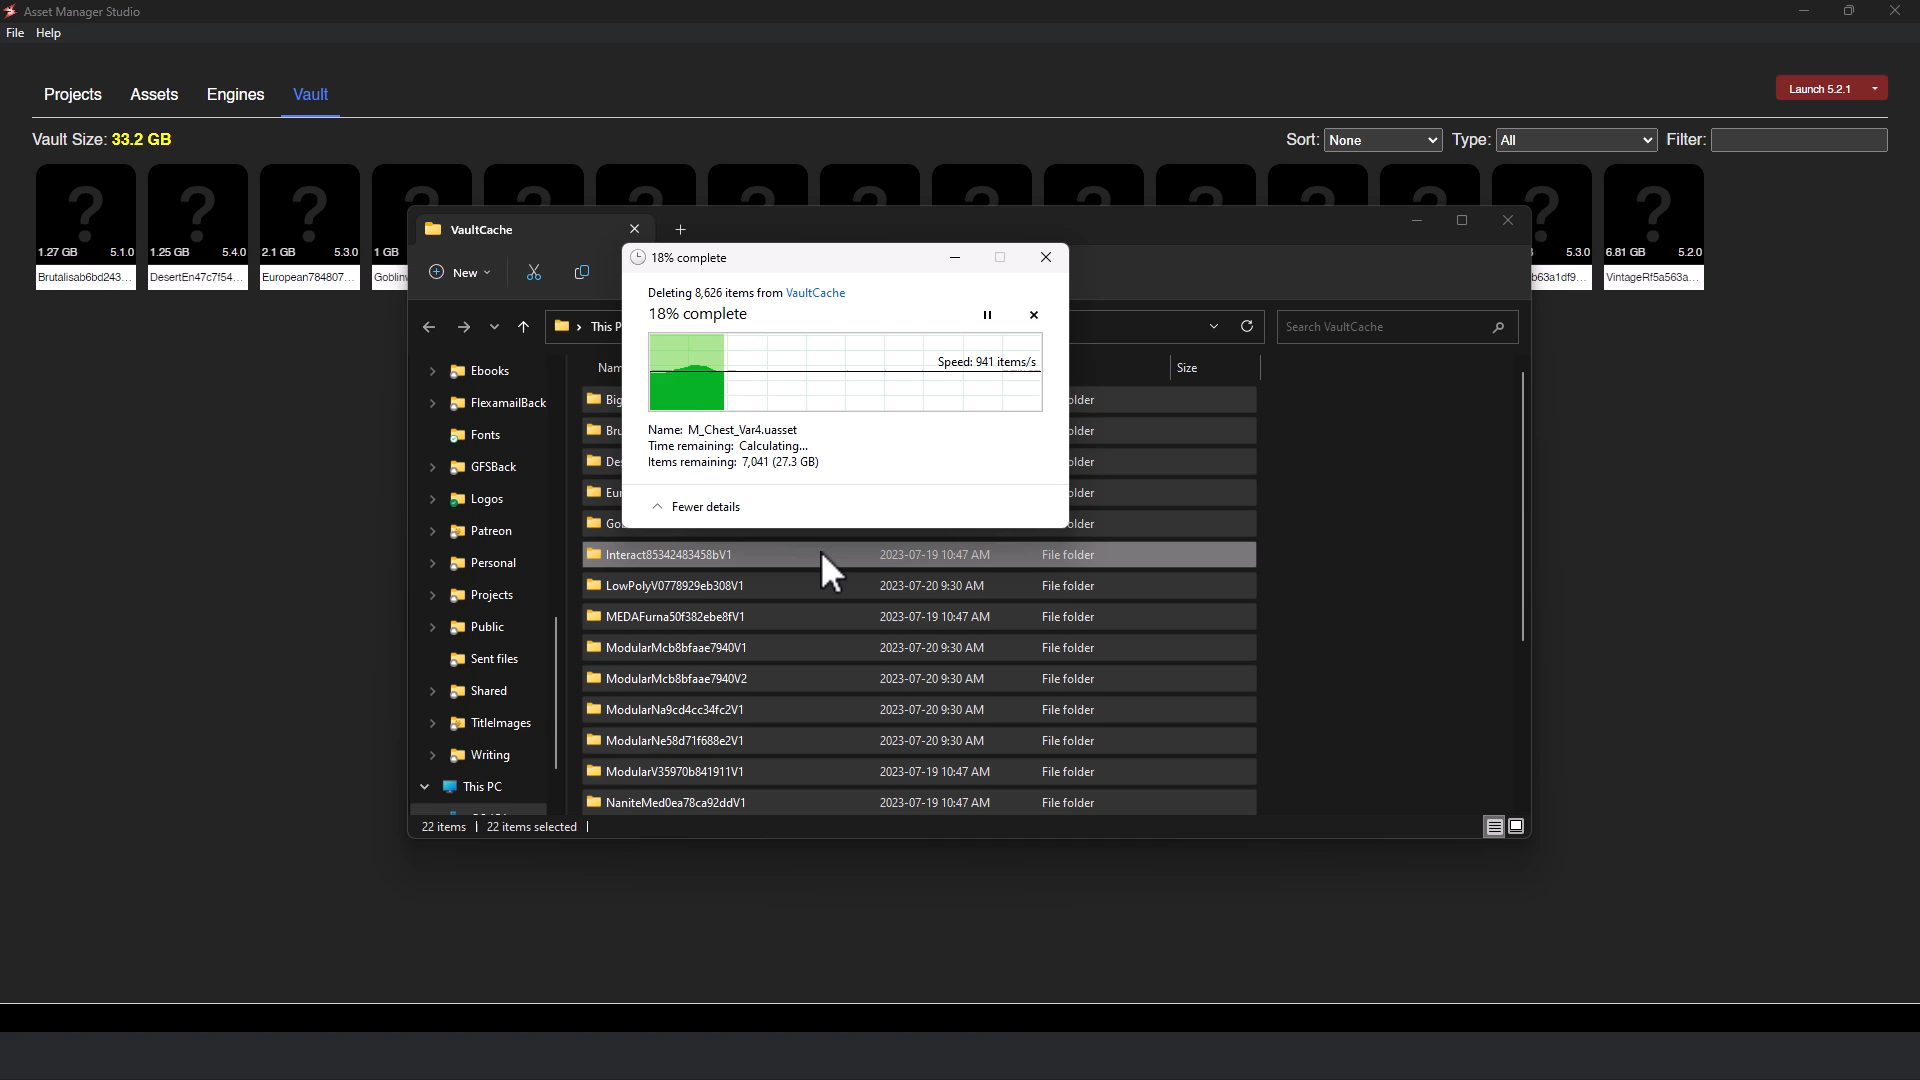 Asset Manager Studio
File Help
Projects Assets Engines Vault
Launch 5.2.1
Vault Size: 33.2 GB
Sort: None Type: All Filter:
1.27 GB 5.1.0
Brutalisab6bd243...
1.25 GB 5.4.0
DesertEn47c7f54...
2.1 GB 5.3.0
European784807...
1 GB
5.3.0
b63a1df9...
6.81 GB 5.2.0
VintageRf5a563a...
VaultCache
New
This P
Search VaultCache
18% complete
Deleting 8,626 items from VaultCache
18% complete
Speed: 941 items/s
Name: M_Chest_Var4.uasset
Time remaining: Calculating...
Items remaining: 7,041 (27.3 GB)
Fewer details
Ebooks
FlexamailBack
Fonts
GFSBack
Logos
Patreon
Personal
Projects
Public
Sent files
Shared
TitleImages
Writing
This PC
Size
Big
Bru
Eur
Interact85342483458bV1 2023-07-19 10:47 AM File folder
LowPolyV0778929eb308V1 2023-07-20 9:30 AM File folder
MEDAFurna50f382ebe8fV1 2023-07-19 10:47 AM File folder
ModularMcb8bfaae7940V1 2023-07-20 9:30 AM File folder
ModularMcb8bfaae7940V2 2023-07-20 9:30 AM File folder
ModularNa9cd4cc34fc2V1 2023-07-20 9:30 AM File folder
ModularNe58d71f688e2V1 2023-07-20 9:30 AM File folder
ModularV35970b841911V1 2023-07-19 10:47 AM File folder
NaniteMed0ea78ca92ddV1 2023-07-19 10:47 AM File folder
22 items 22 items selected